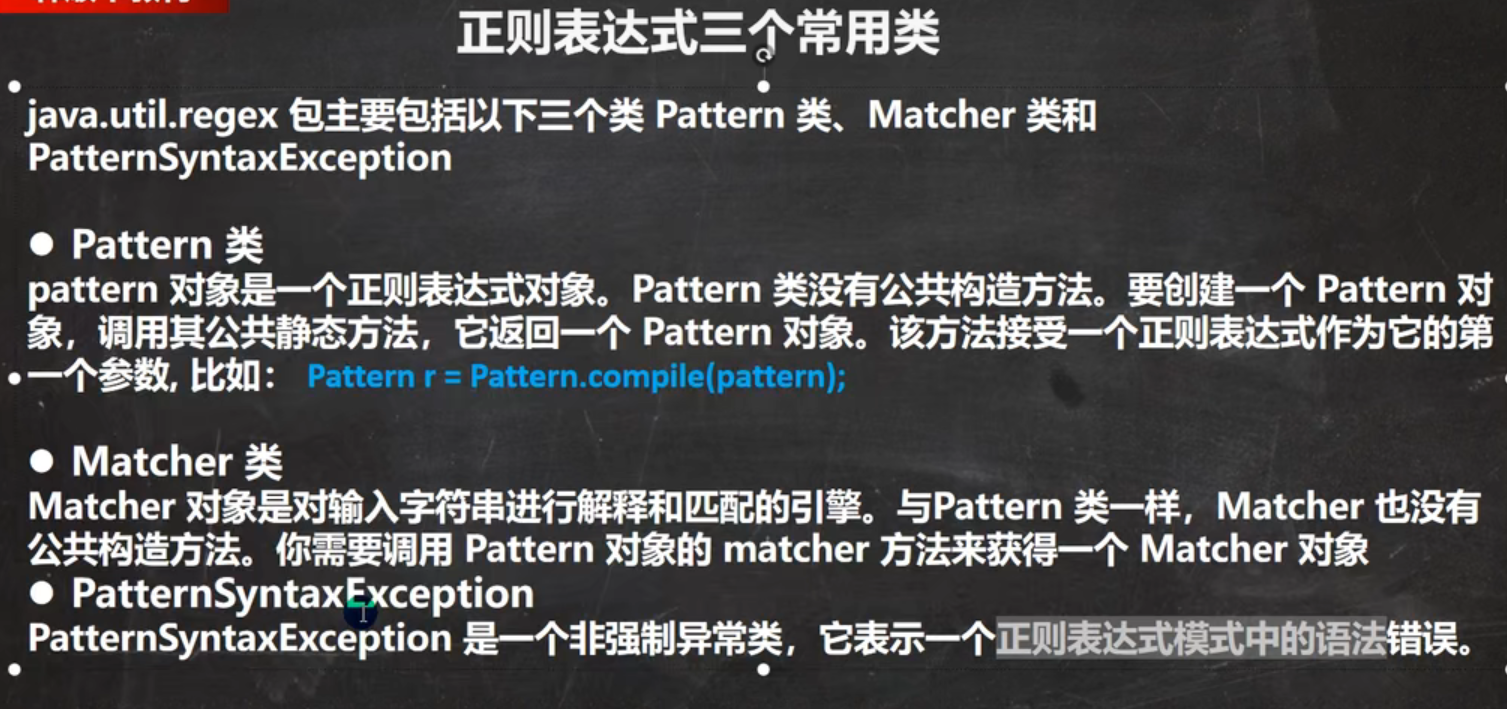 正则表达式三个常用类
java.util.regex 包主要包括以下三个类 Pattern 类、Matcher 类和
PatternSyntaxException
● Pattern 类
pattern 对象是一个正则表达式对象。Pattern 类没有公共构造方法。要创建一个 Pattern 对
象，调用其公共静态方法，它返回一个 Pattern 对象。该方法接受一个正则表达式作为它的第
一个参数, 比如： Pattern r = Pattern.compile(pattern);
● Matcher 类
Matcher 对象是对输入字符串进行解释和匹配的引擎。与Pattern 类一样，Matcher 也没有
公共构造方法。你需要调用 Pattern 对象的 matcher 方法来获得一个 Matcher 对象
● PatternSyntaxException
PatternSyntaxException 是一个非强制异常类，它表示一个正则表达式模式中的语法错误。